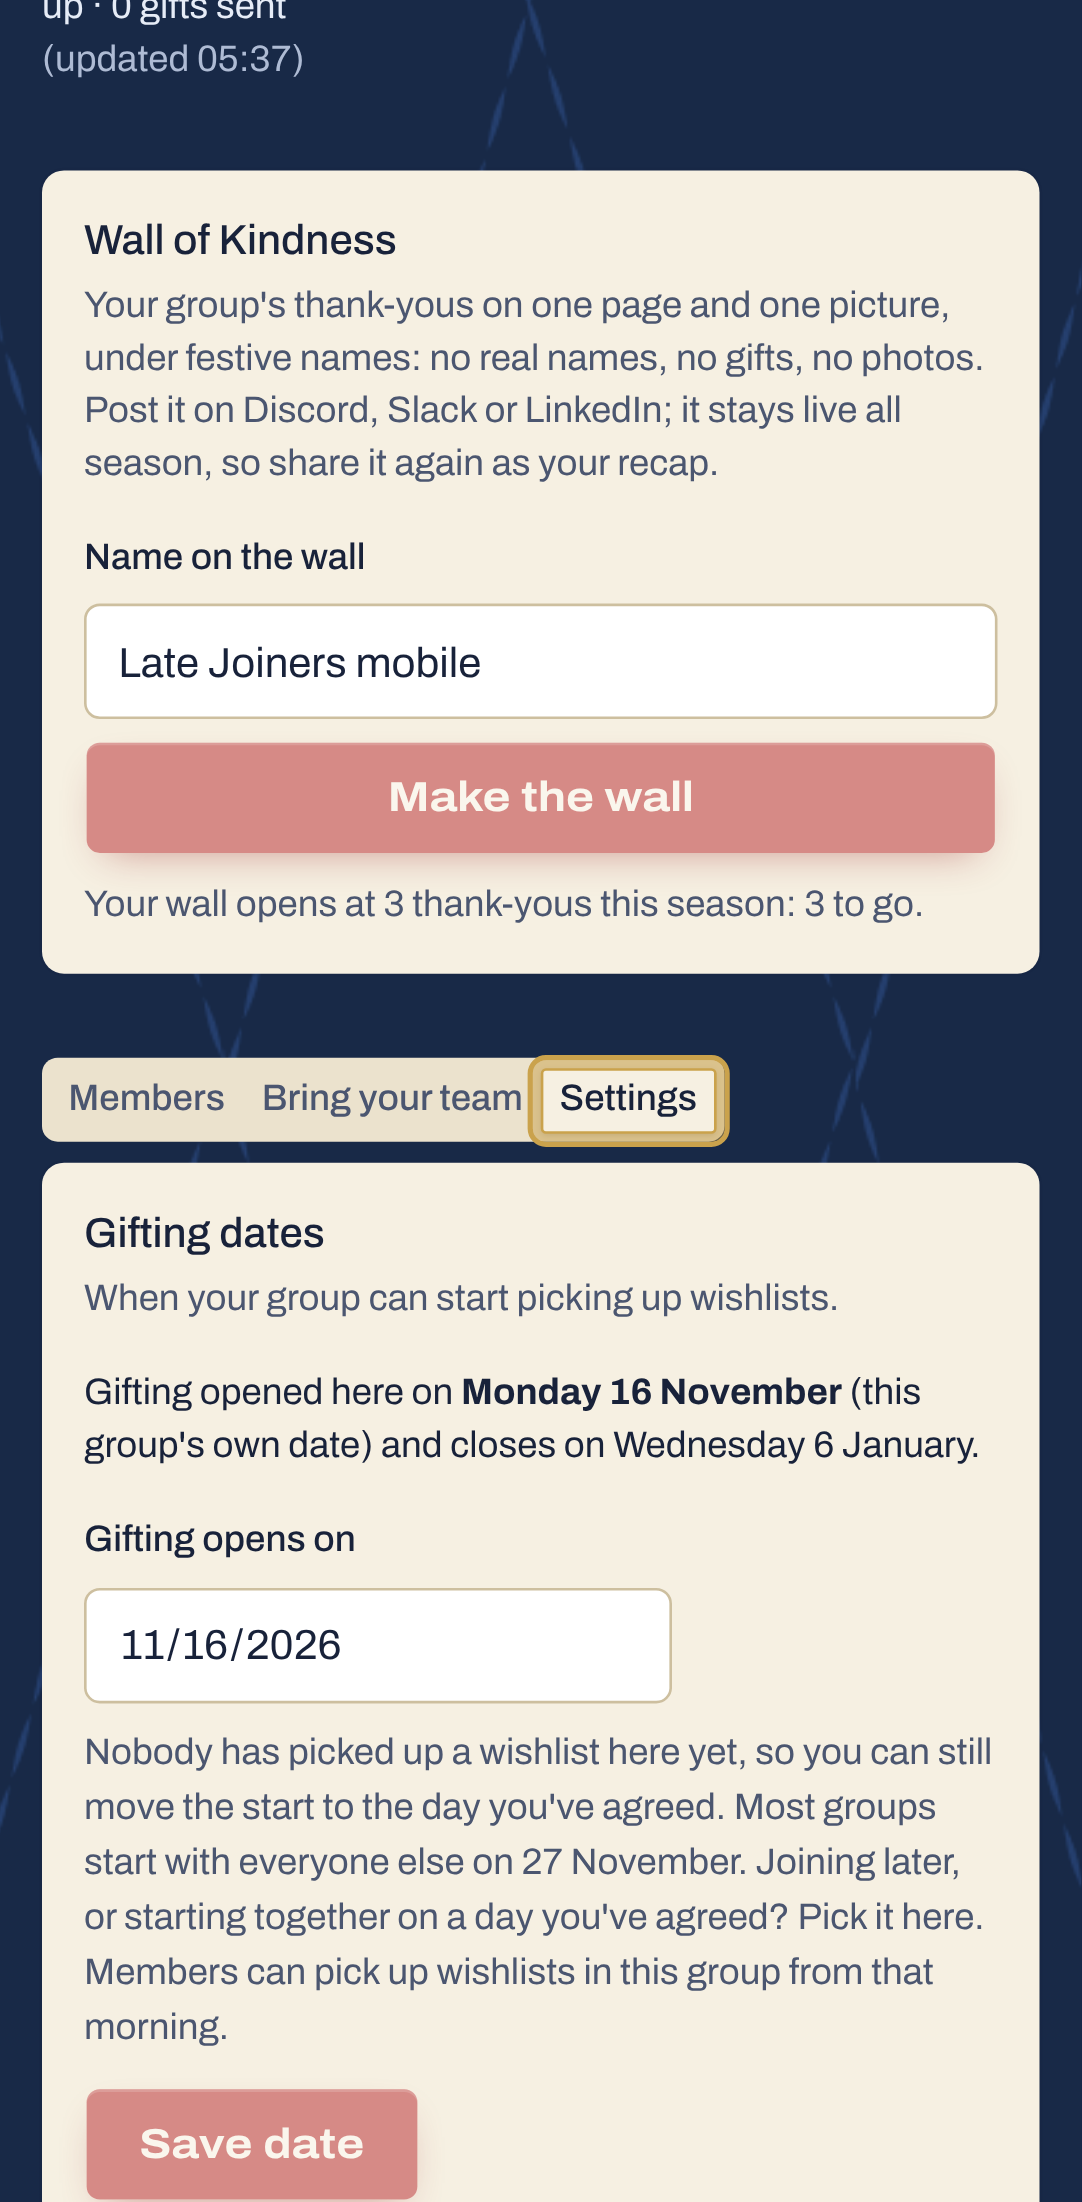 up · 0 gifts sent
(updated 05:37)
Wall of Kindness
Your group's thank-yous on one page and one picture,
under festive names: no real names, no gifts, no photos.
Post it on Discord, Slack or LinkedIn; it stays live all
season, so share it again as your recap.
Name on the wall
Late Joiners mobile
Make the wall
Your wall opens at 3 thank-yous this season: 3 to go.
Members Bring your team Settings
Gifting dates
When your group can start picking up wishlists.
Gifting opened here on Monday 16 November (this
group's own date) and closes on Wednesday 6 January.
Gifting opens on
11/16/2026
Nobody has picked up a wishlist here yet, so you can still
move the start to the day you've agreed. Most groups
start with everyone else on 27 November. Joining later,
or starting together on a day you've agreed? Pick it here.
Members can pick up wishlists in this group from that
morning.
Save date